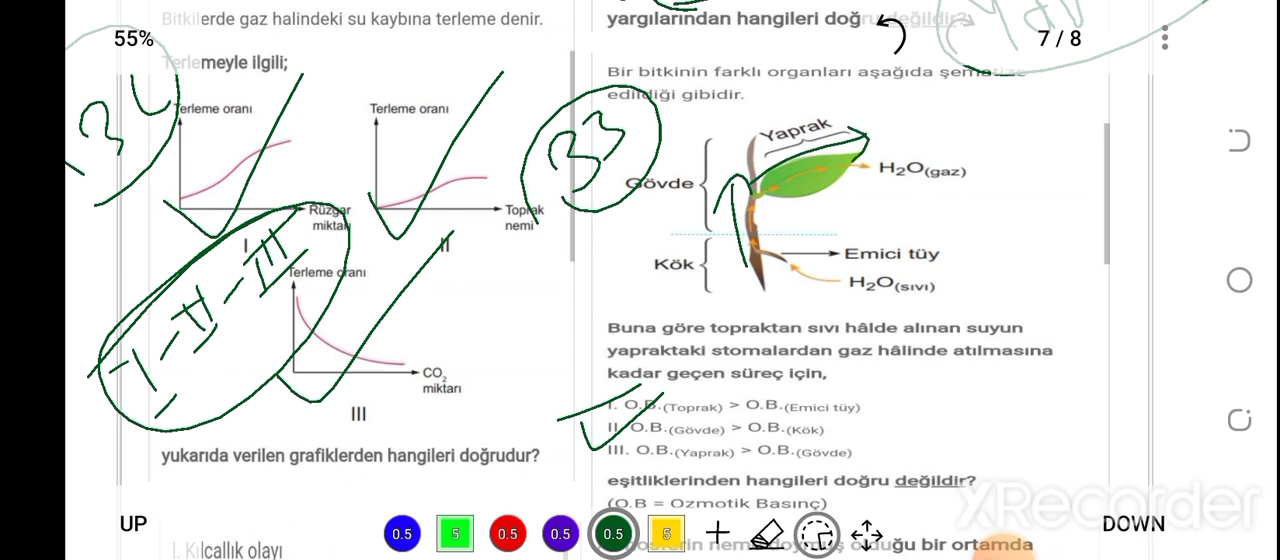 Bitkilerde gaz halindeki su kaybına terleme denir.
55%
Terlemeyle ilgili;
Terleme oranı
Rüzgar
miktarı
I
Terleme oranı
Toprak
nemi
II
Terleme oranı
CO2
miktarı
III
I-II-III
yukarıda verilen grafiklerden hangileri doğrudur?
UP
I. Kılcallık olayı
0.5
5
0.5
0.5
0.5
5
yargılarından hangileri doğru değildir?
7 / 8
Bir bitkinin farklı organları aşağıda şematize
edildiği gibidir.
33
Yaprak
Gövde
H2O(gaz)
Kök
Emici tüy
H2O(sıvı)
Buna göre topraktan sıvı hâlde alınan suyun
yapraktaki stomalardan gaz hâlinde atılmasına
kadar geçen süreç için,
I. O.B.(Toprak) > O.B.(Emici tüy)
II. O.B.(Gövde) > O.B.(Kök)
III. O.B.(Yaprak) > O.B.(Gövde)
eşitliklerinden hangileri doğru değildir?
(O.B = Ozmotik Basınç)
olduğu bir ortamda
XRecorder
DOWN